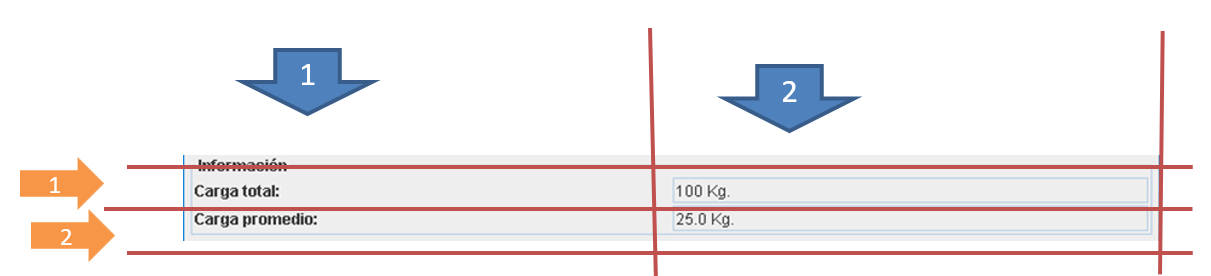 1
2
Información
1
Carga total:
100 Kg.
Carga promedio:
25.0 Kg.
2